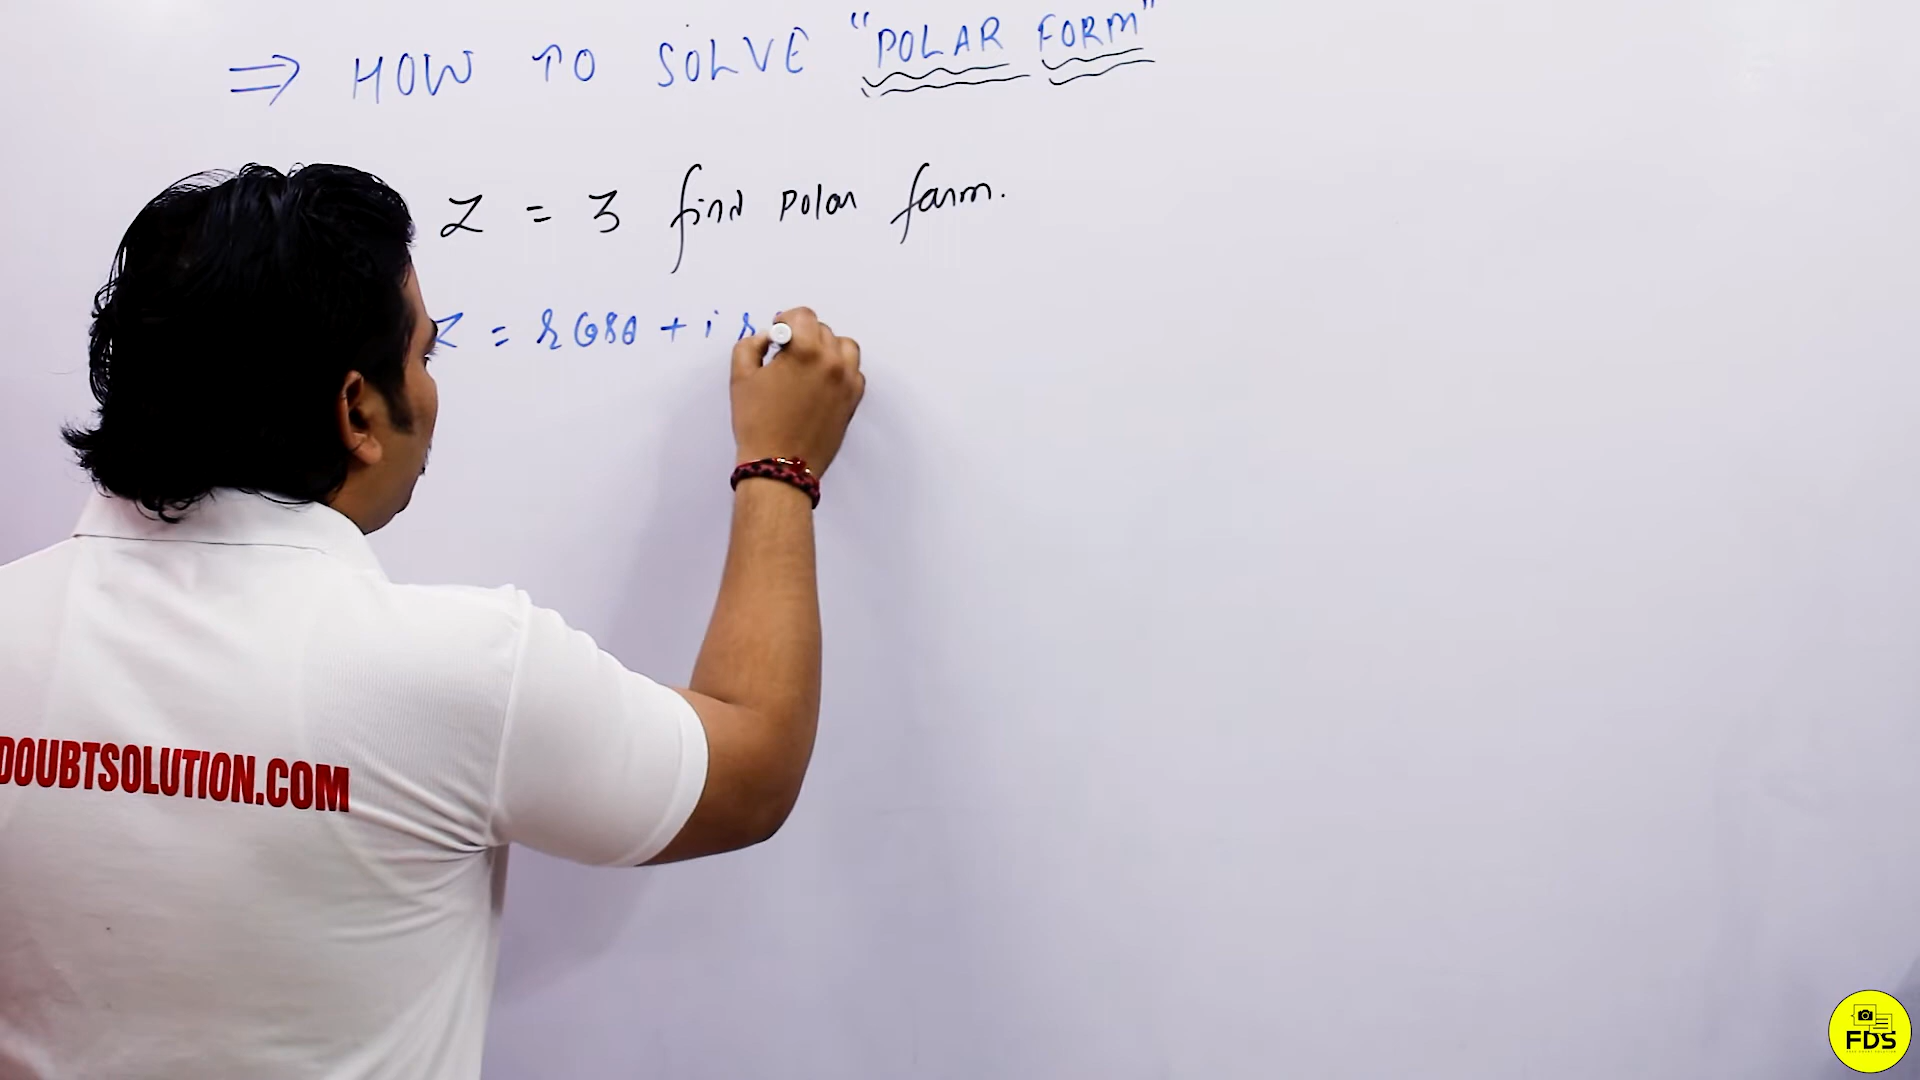 ⇒ HOW TO SOLVE "POLAR FORM"
Z = 3 find polar form.
Z = r Cosθ + i r
DOUBTSOLUTION.COM
FDS